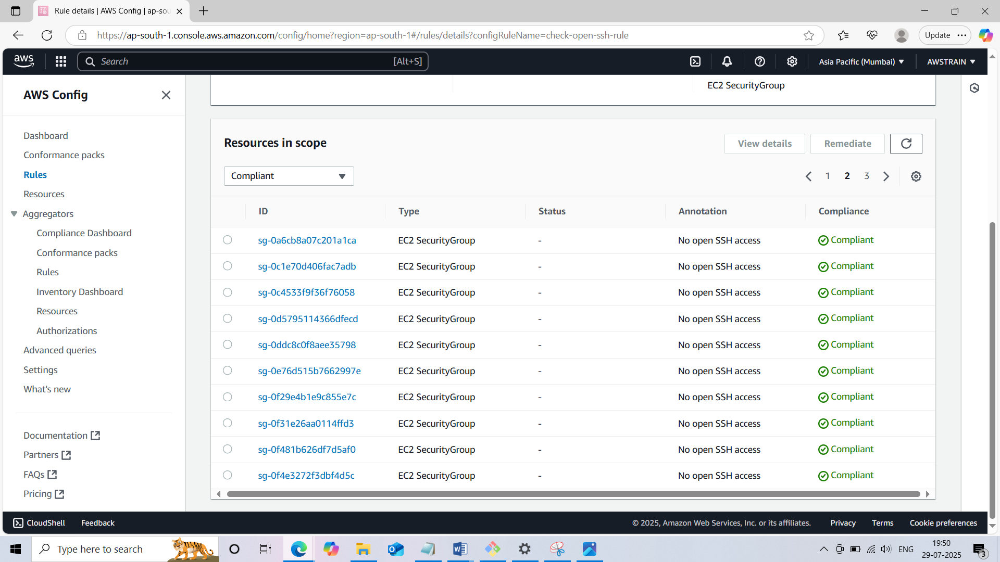 Rule details | AWS Config | ap-sou
https://ap-south-1.console.aws.amazon.com/config/home?region=ap-south-1#/rules/details?configRuleName=check-open-ssh-rule
Update
aws
Search
[Alt+S]
Asia Pacific (Mumbai)
AWSTRAIN
AWS Config
Dashboard
Conformance packs
Rules
Resources
Aggregators
Compliance Dashboard
Conformance packs
Rules
Inventory Dashboard
Resources
Authorizations
Advanced queries
Settings
What's new
Documentation
Partners
FAQs
Pricing
EC2 SecurityGroup
Resources in scope
View details
Remediate
Compliant
1 2 3
ID Type Status Annotation Compliance
sg-0a6cb8a07c201a1ca EC2 SecurityGroup - No open SSH access Compliant
sg-0c1e70d406fac7adb EC2 SecurityGroup - No open SSH access Compliant
sg-0c4533f9f36f76058 EC2 SecurityGroup - No open SSH access Compliant
sg-0d5795114366dfecd EC2 SecurityGroup - No open SSH access Compliant
sg-0ddc8c0f8aee35798 EC2 SecurityGroup - No open SSH access Compliant
sg-0e76d515b7662997e EC2 SecurityGroup - No open SSH access Compliant
sg-0f29e4b1e9c855e7c EC2 SecurityGroup - No open SSH access Compliant
sg-0f31e26aa0114ffd3 EC2 SecurityGroup - No open SSH access Compliant
sg-0f481b626df7d5af0 EC2 SecurityGroup - No open SSH access Compliant
sg-0f4e3272f3dbf4d5c EC2 SecurityGroup - No open SSH access Compliant
CloudShell
Feedback
© 2025, Amazon Web Services, Inc. or its affiliates.
Privacy
Terms
Cookie preferences
Type here to search
ENG
19:50
29-07-2025
3